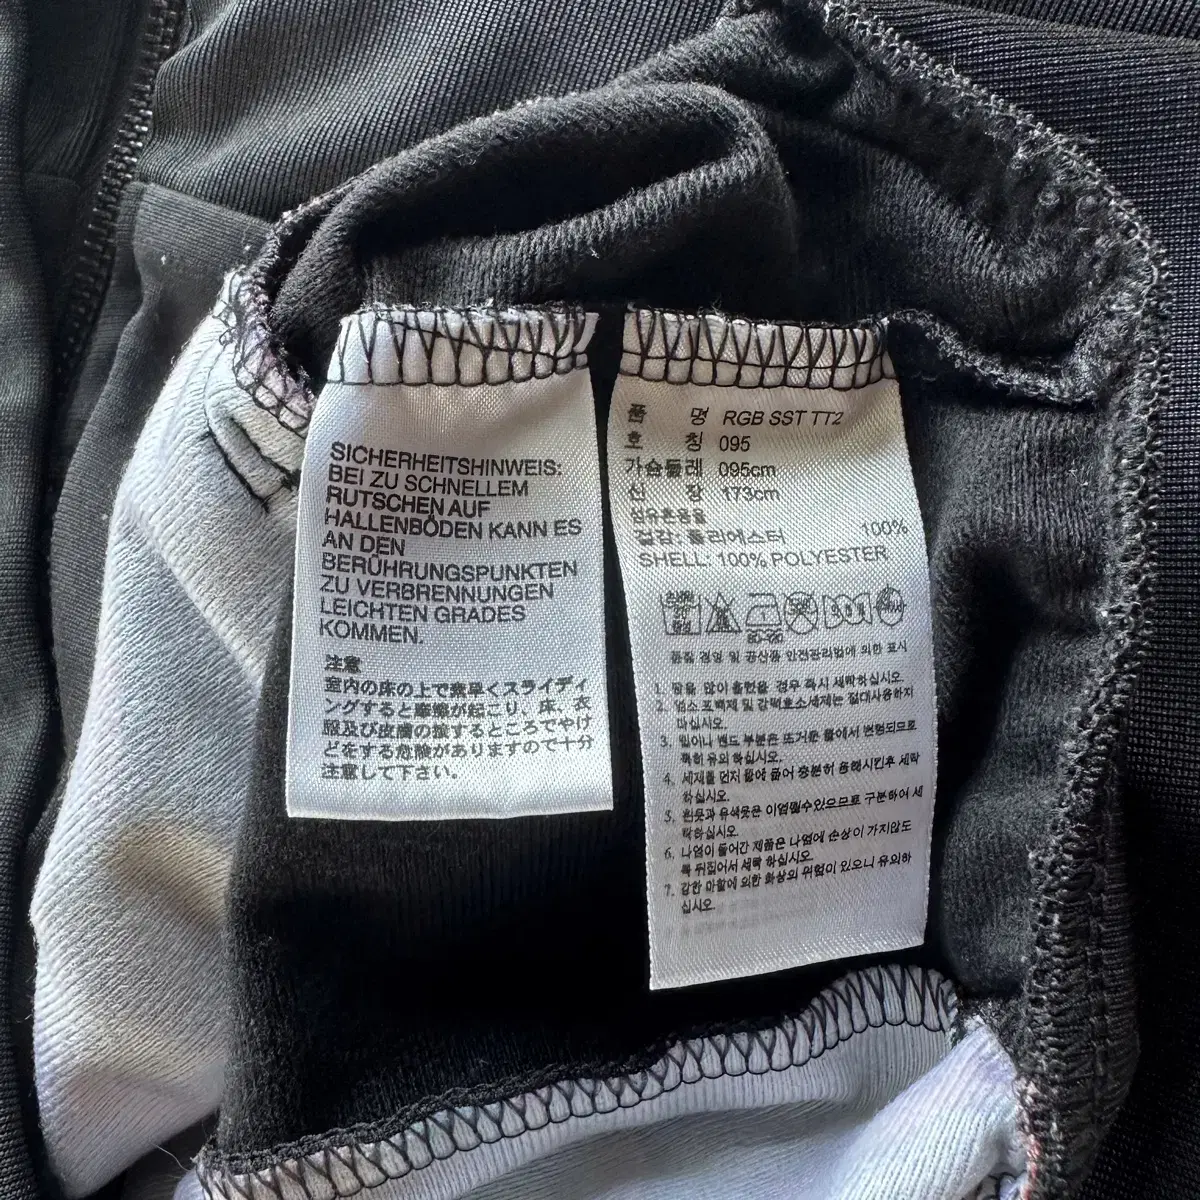 SICHERHEITSHINWEIS:
BEI ZU SCHNELLEM
RUTSCHEN AUF
HALLENBÖDEN KANN ES
AN DEN
BERÜHRUNGSPUNKTEN
ZU VERBRENNUNGEN
LEICHTEN GRADES
KOMMEN.
注意
室内の床の上で素早くスライディ
ングすると摩擦が起こり、床、衣
服及び皮膚の接するところでやけ
どをする危険がありますので十分
注意して下さい。
품 명 RGB SST TT2
호 칭 095
가슴둘레 095cm
신 장 173cm
섬유혼용율
겉감: 폴리에스터 100%
SHELL: 100% POLYESTER
80-120
품질 경영 및 공산품 안전관리법에 의한 표시
1. 땀을 많이 흘렸을 경우 즉시 세탁하십시오.
2. 염소 표백제 및 강력효소세제는 절대사용하지
마십시오.
3. 밑이나 밴드 부분은 뜨거운 물에서 변형되므로
특히 유의 하십시오.
4. 세제를 먼저 물에 풀어 충분히 용해시킨후 세탁
하십시오.
5. 흰옷과 유색옷은 이염될수있으므로 구분하여 세
탁하십시오.
6. 나염이 들어간 제품은 나염에 손상이 가지않도
록 뒤집어서 세탁 하십시오.
7. 강한 마찰에 의한 화상의 위험이 있으니 유의하
십시오.